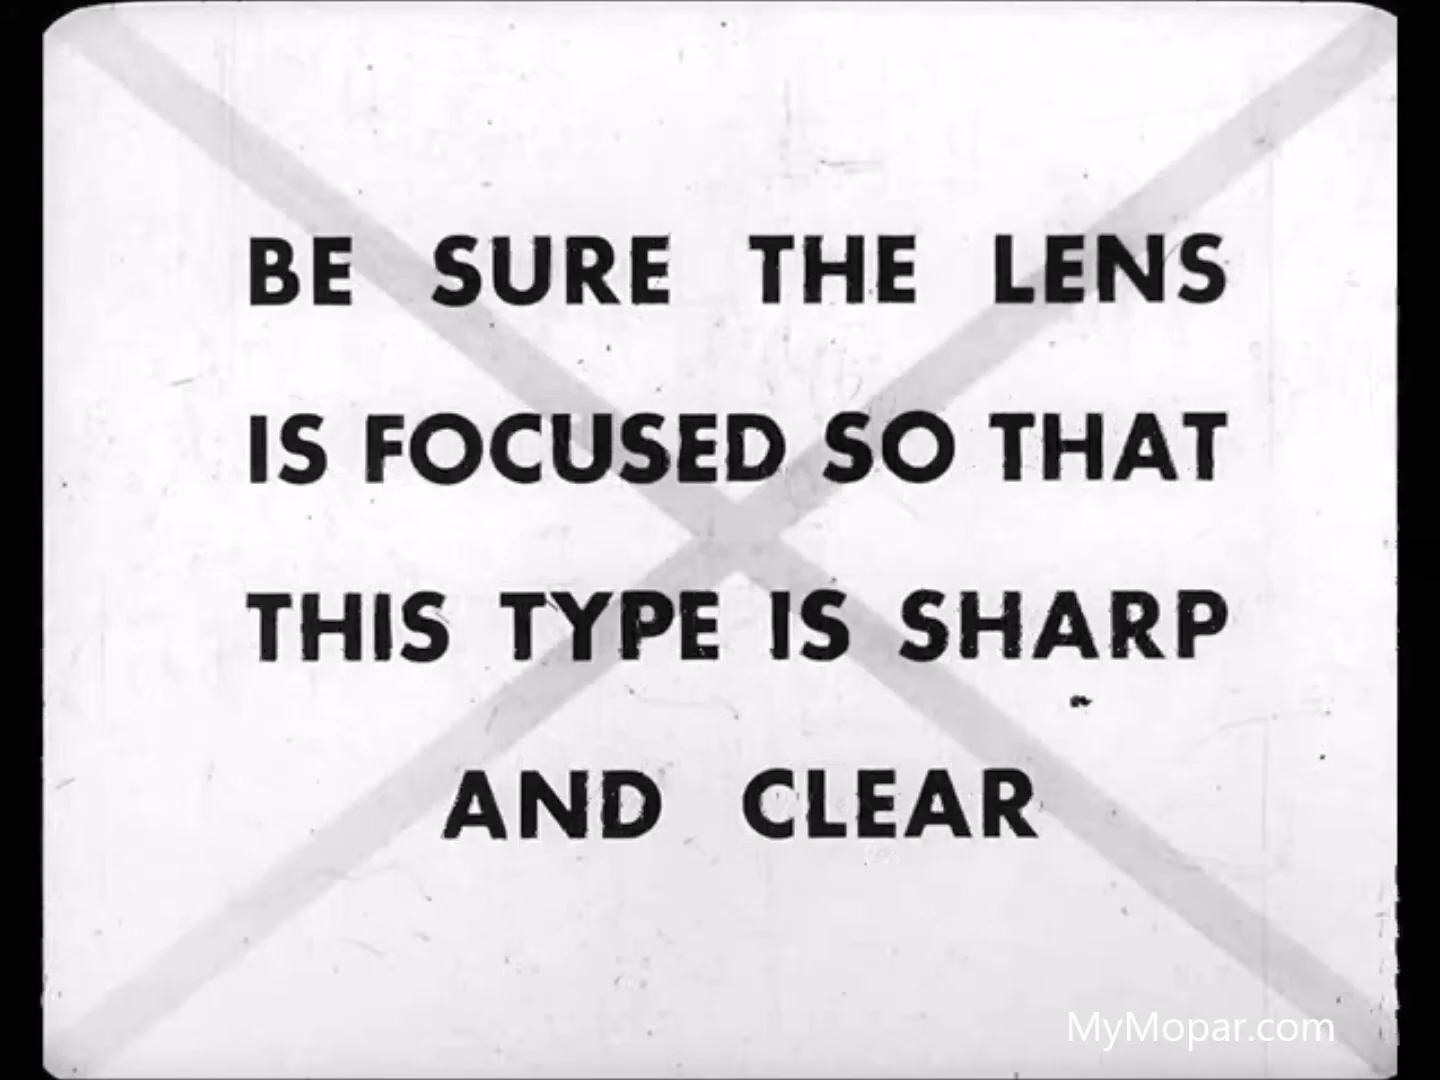 BE SURE THE LENS
IS FOCUSED SO THAT
THIS TYPE IS SHARP
AND CLEAR
MyMopar.com